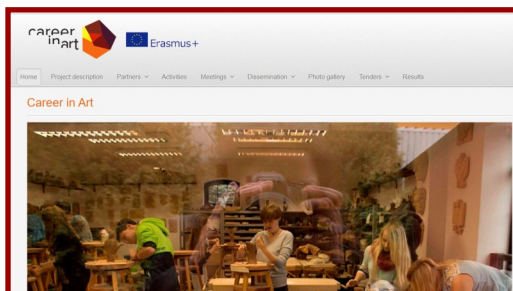 career
in art
Erasmus+
Home Project description Partners Activities Meetings Dissemination Photo gallery Tenders Results
Career in Art